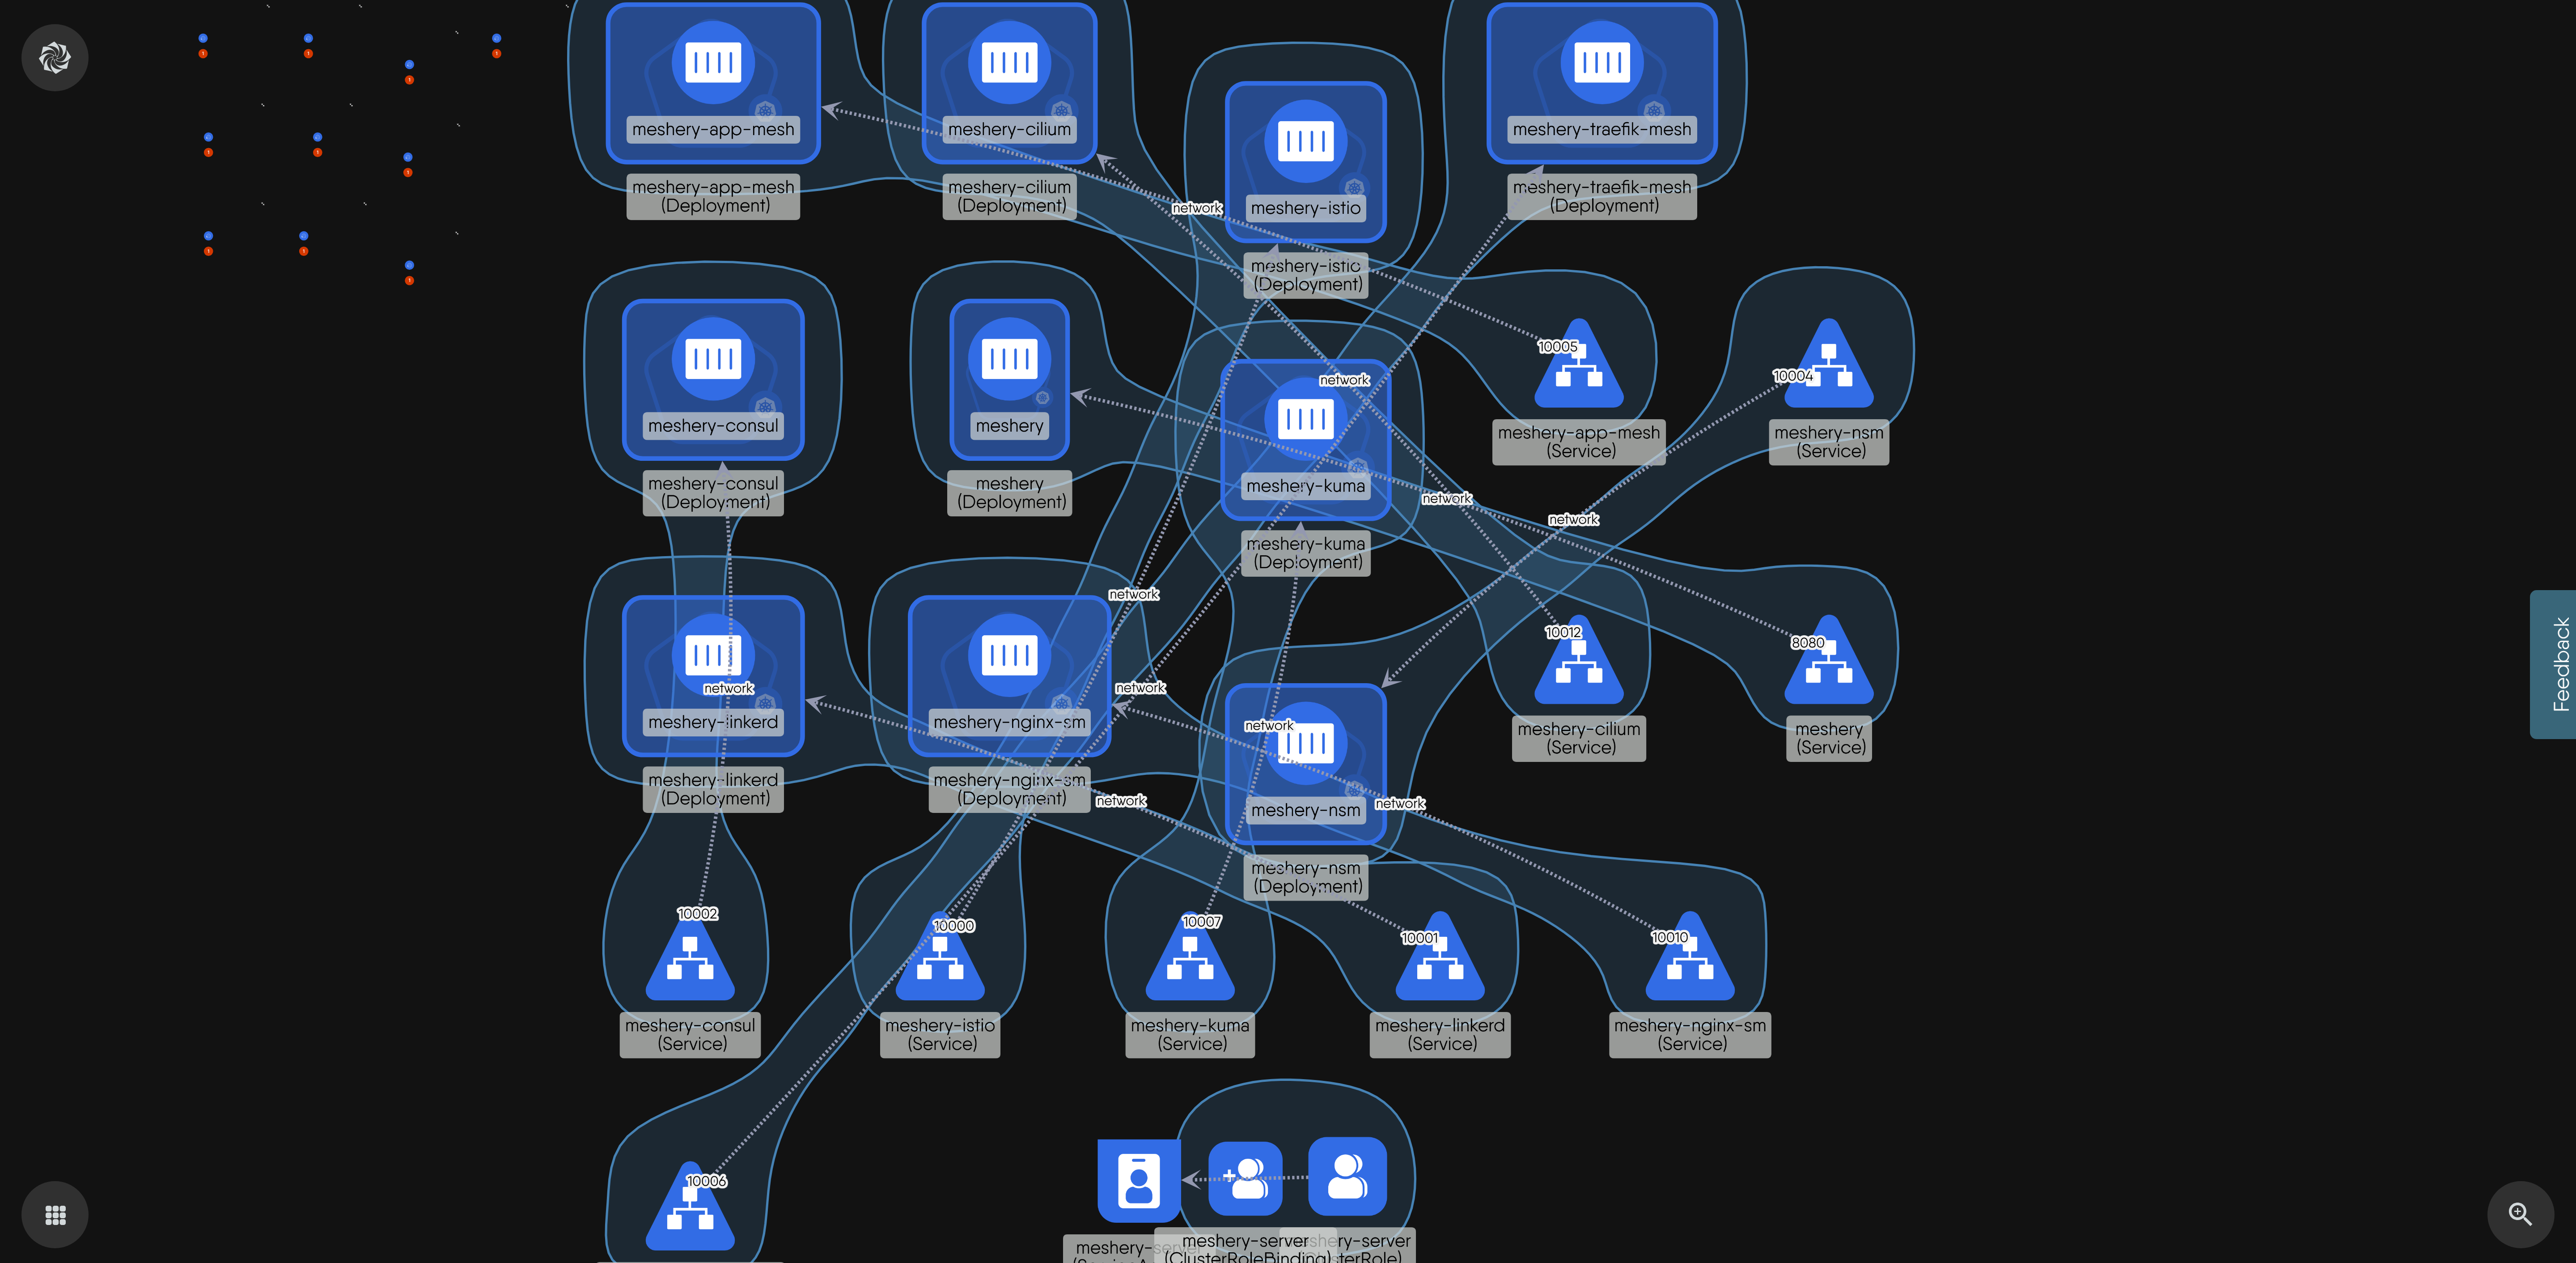 meshery-app-mesh
meshery-app-mesh
(Deployment)
meshery-cilium
meshery-cilium
(Deployment)
meshery-istio
meshery-istio
(Deployment)
meshery-traefik-mesh
meshery-traefik-mesh
(Deployment)
network
meshery-consul
meshery-consul
(Deployment)
meshery
meshery
(Deployment)
network
meshery-kuma
meshery-kuma
(Deployment)
10005
meshery-app-mesh
(Service)
10004
meshery-nsm
(Service)
network
network
network
meshery-linkerd
network
meshery-linkerd
(Deployment)
meshery-nginx-sm
meshery-nginx-sm
(Deployment)
network
network
network
meshery-nsm
meshery-nsm
(Deployment)
network
10012
meshery-cilium
(Service)
8080
meshery
(Service)
Feedback
10002
meshery-consul
(Service)
10000
meshery-istio
(Service)
10007
meshery-kuma
(Service)
10001
meshery-linkerd
(Service)
10010
meshery-nginx-sm
(Service)
10006
meshery-server
meshery-server
(ClusterRoleBinding)